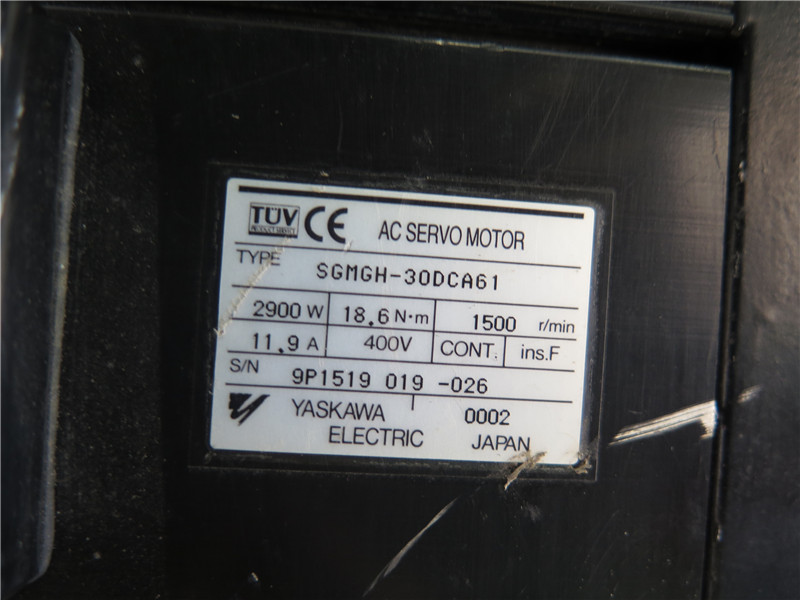 TÜV CE AC SERVO MOTOR
TYPE SGMGH-30DCA61
2900 W 18.6 N·m 1500 r/min
11.9 A 400V CONT. ins.F
S/N 9P1519 019 -026
YASKAWA 0002
ELECTRIC JAPAN